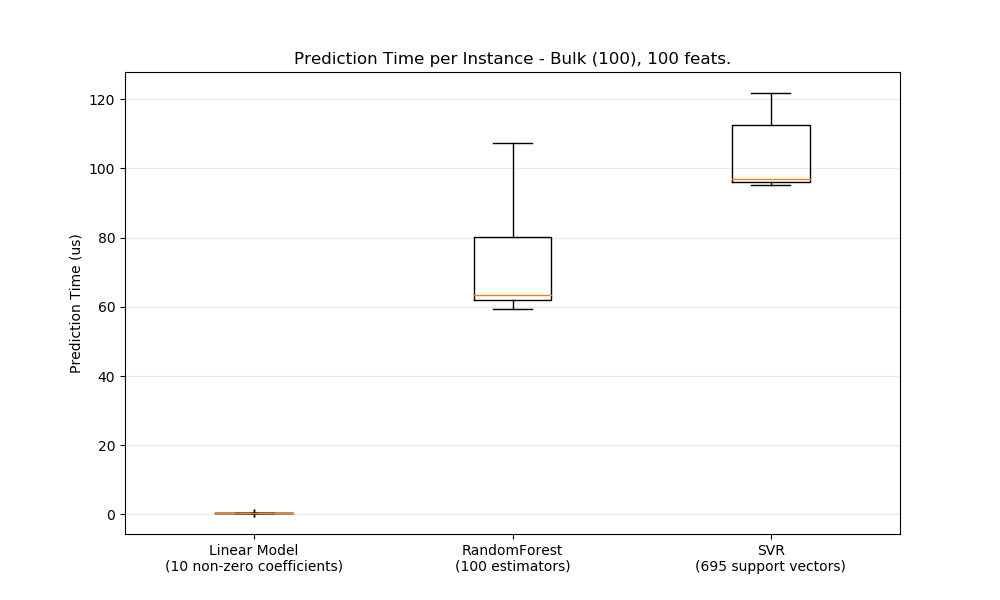 Prediction Time per Instance - Bulk (100), 100 feats.
Prediction Time (us)
120
100
80
60
40
20
0
Linear Model
(10 non-zero coefficients)
RandomForest
(100 estimators)
SVR
(695 support vectors)